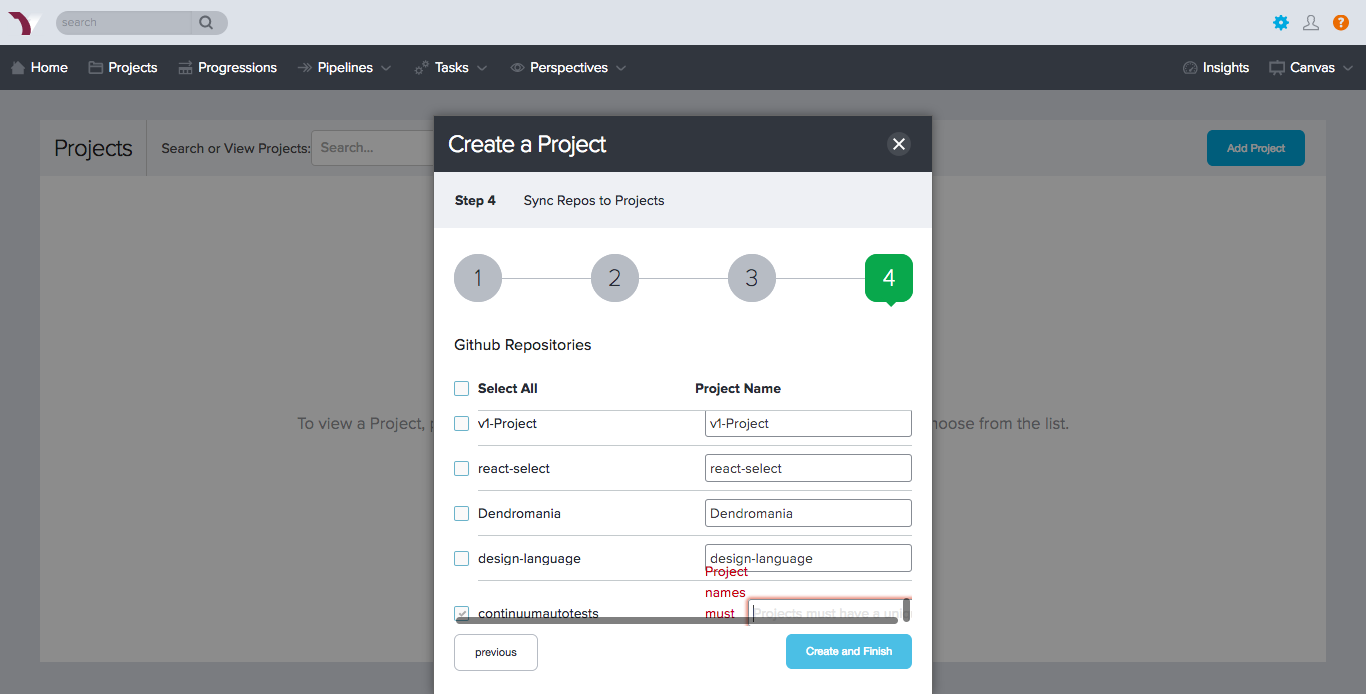 search
?
Home Projects Progressions Pipelines Tasks Perspectives Insights Canvas
Projects Search or View Projects: Search... Add Project
Create a Project
Step 4 Sync Repos to Projects
1 2 3 4
Github Repositories
Select All Project Name
To view a Project, hoose from the list.
v1-Project v1-Project
react-select react-select
Dendromania Dendromania
design-language design-language
Project
names
continuumautotests must Projects must have a
previous Create and Finish